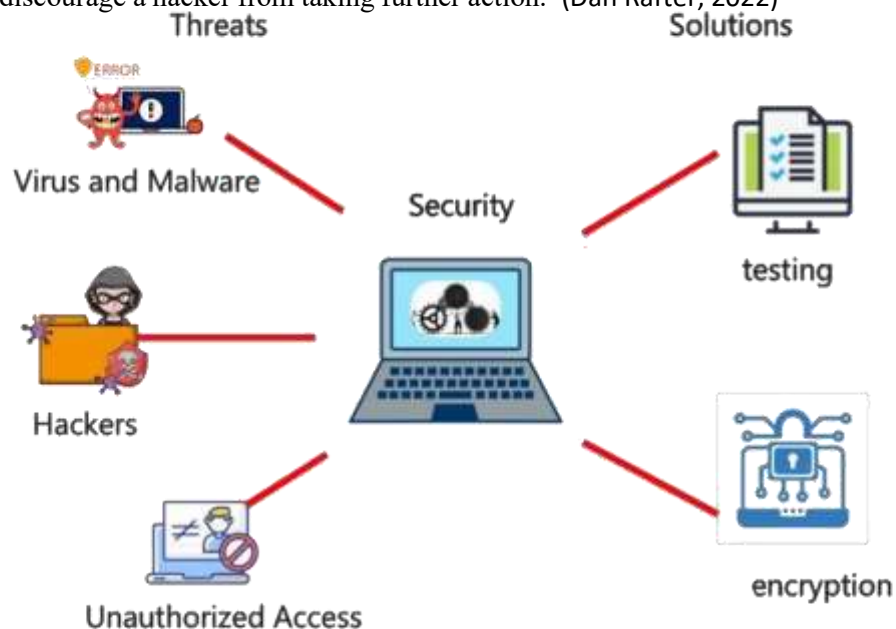 discourage a hacker from taking further action." (Dan Rafter, 2022)
Threats
Solutions
ERROR
Virus and Malware
Security
testing
Hackers
encryption
Unauthorized Access